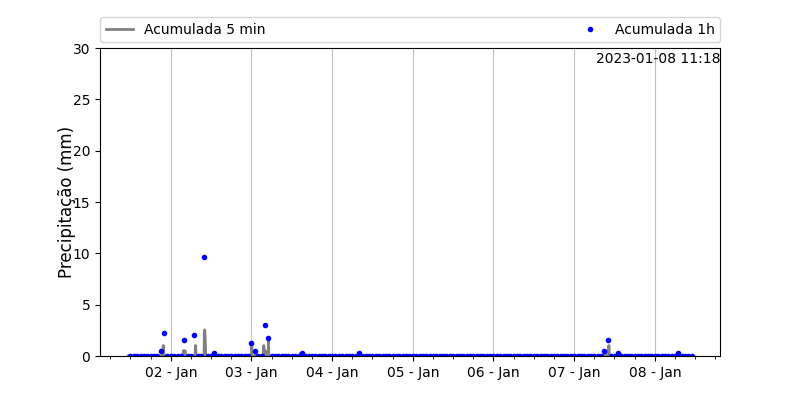 Acumulada 5 min
Acumulada 1h
2023-01-08 11:18
Precipitação (mm)
30
25
20
15
10
5
0
02 - Jan
03 - Jan
04 - Jan
05 - Jan
06 - Jan
07 - Jan
08 - Jan